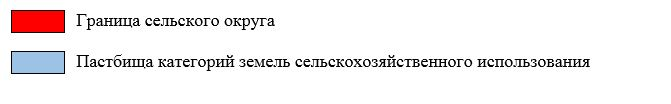 Граница сельского округа
Пастбища категорий земель сельскохозяйственного использования